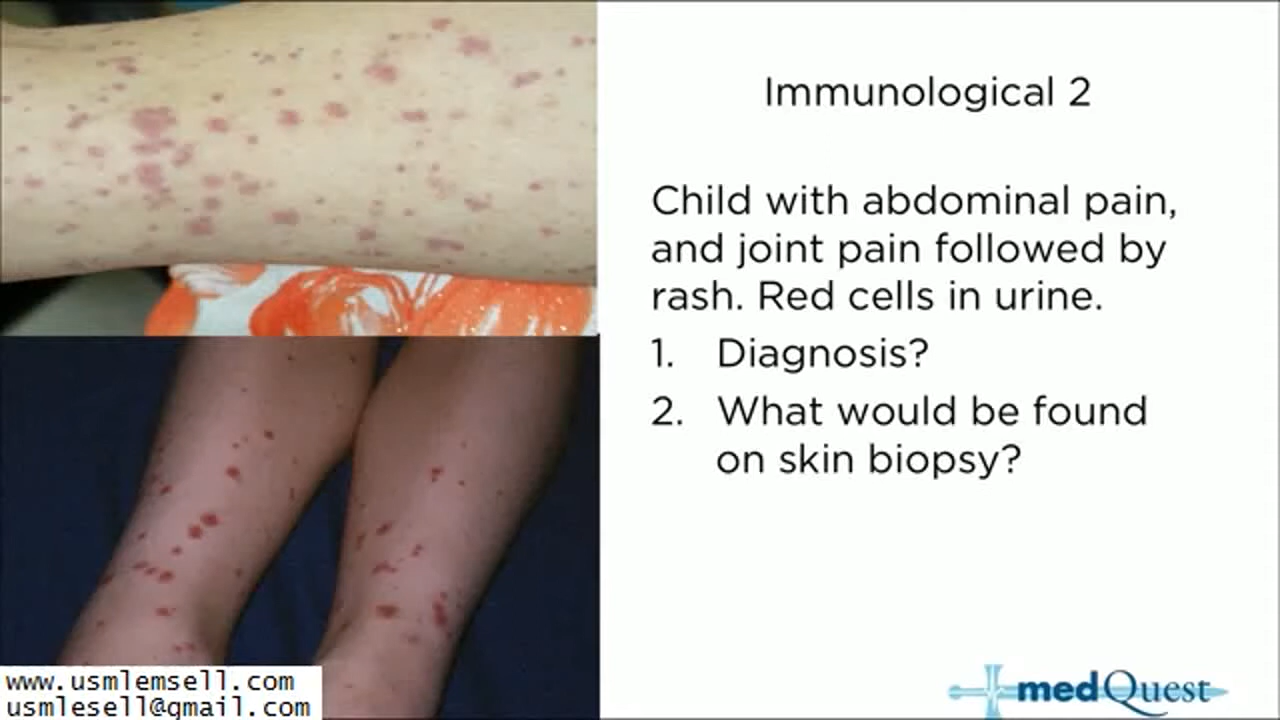 Immunological 2
Child with abdominal pain,
and joint pain followed by
rash. Red cells in urine.
1. Diagnosis?
2. What would be found
on skin biopsy?
www.usmlemsell.com
usmlesell@gmail.com
medQuest